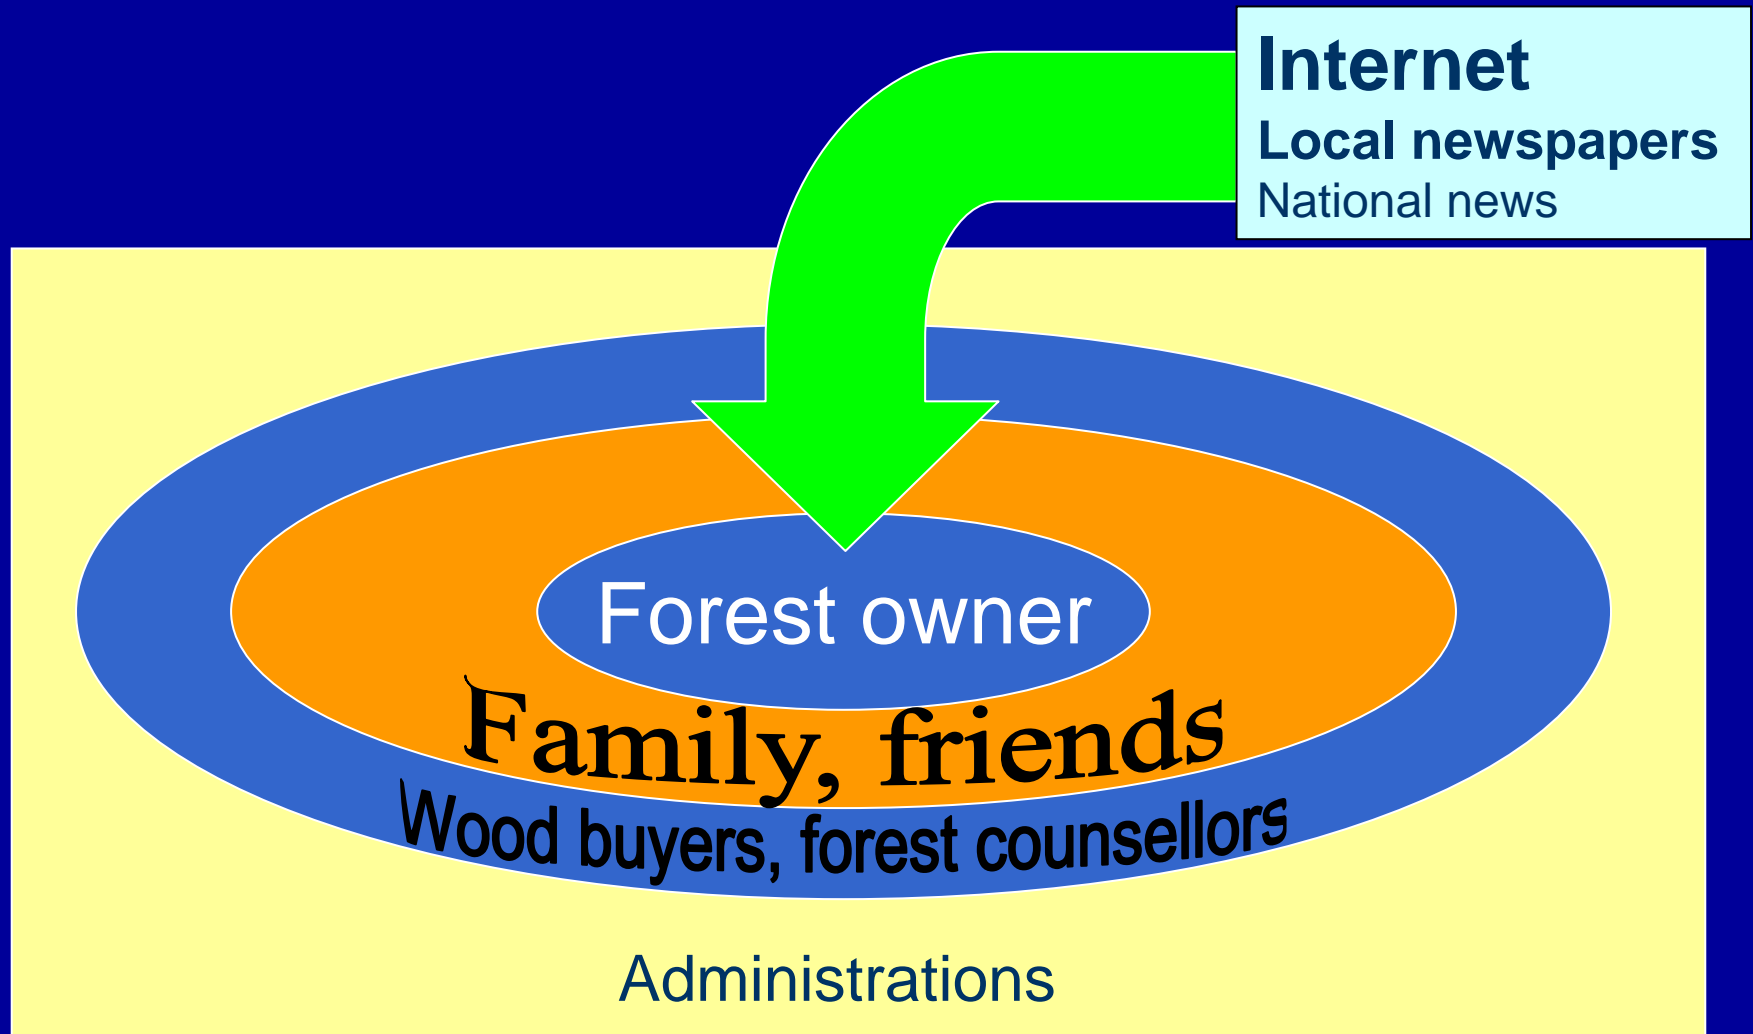 Internet
Local newspapers
National news
Forest owner
Family, friends
Wood buyers, forest counsellors
Administrations